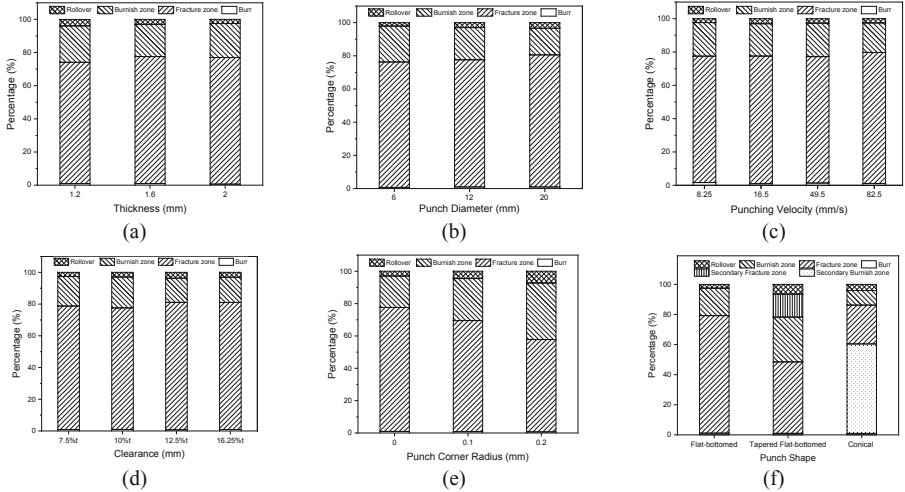 Rollover Burnish zone Fracture zone Burr
100
80
60
40
20
0
Percentage (%)
1.2 1.6 2
Thickness (mm)
(a)
Rollover Burnish zone Fracture zone Burr
100
80
60
40
20
0
Percentage (%)
6 12 20
Punch Diameter (mm)
(b)
Rollover Burnish zone Fracture zone Burr
100
80
60
40
20
0
Percentage (%)
8.25 16.5 49.5 82.5
Punching Velocity (mm/s)
(c)
Rollover Burnish zone Fracture zone Burr
100
80
60
40
20
0
Percentage (%)
7.5%t 10%t 12.5%t 16.25%t
Clearance (mm)
(d)
Rollover Burnish zone Fracture zone Burr
100
80
60
40
20
0
Percentage (%)
0 0.1 0.2
Punch Corner Radius (mm)
(e)
Rollover Burnish zone Fracture zone Burr
Secondary Fracture zone Secondary Burnish zone
100
80
60
40
20
0
Percentage (%)
Flat-bottomed Tapered Flat-bottomed Conical
Punch Shape
(f)